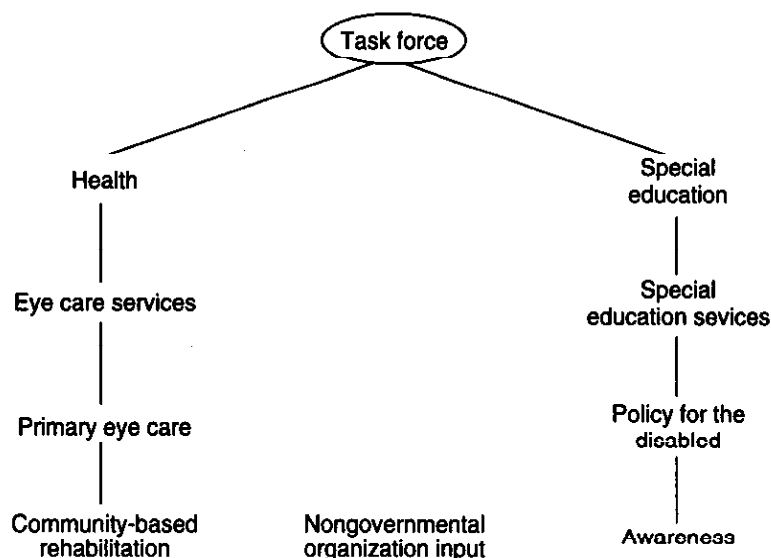 Task force
Health
Special
education
Eye care services
Special
education sevices
Primary eye care
Policy for the
disabled
Community-based
rehabilitation
Nongovernmental
organization input
Awareness